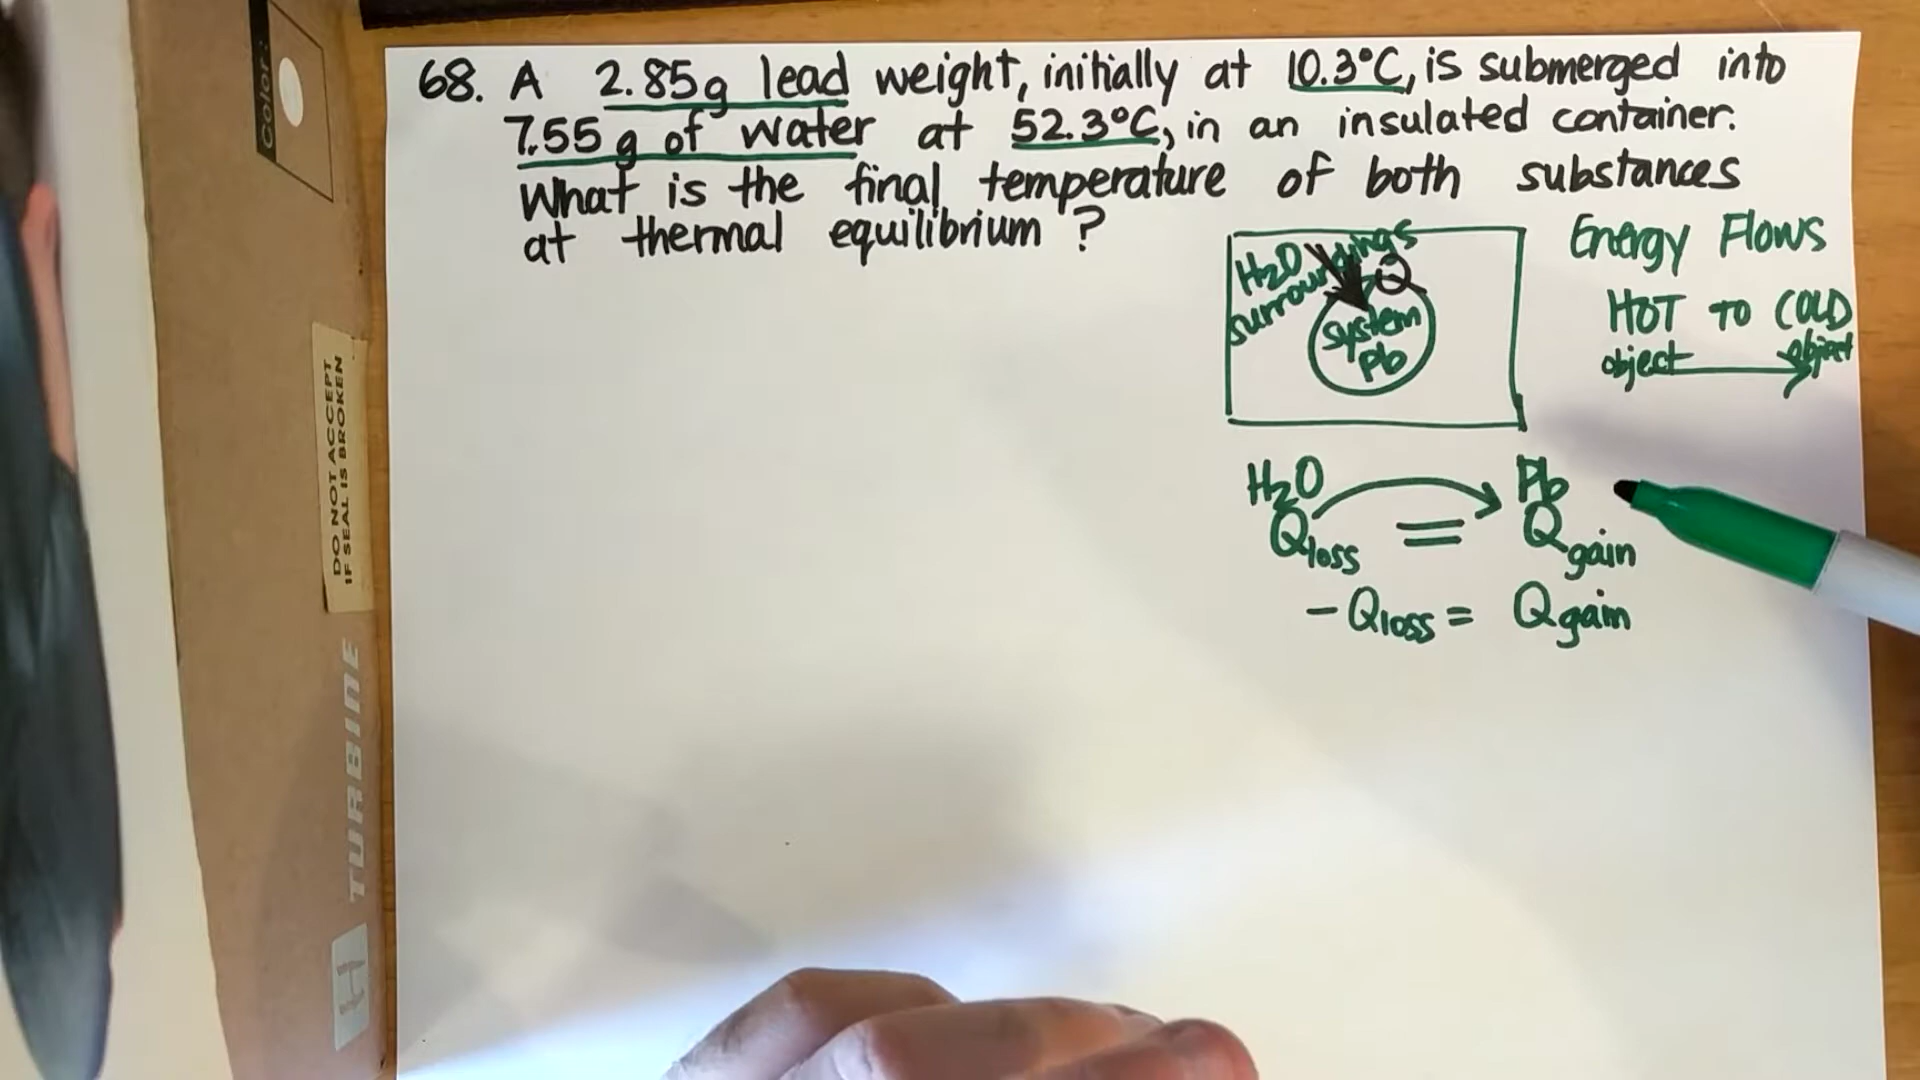 68. A 2.85g lead weight, initially at 10.3°C, is submerged into
7.55 g of water at 52.3°C, in an insulated container.
What is the final temperature of both substances
at thermal equilibrium?
H₂O
surroundings
Q
system
Pb
Energy Flows
HOT TO COLD
object object
H₂O Pb
Qloss = Qgain
- Qloss = Qgain
Color:
DO NOT ACCEPT
IF SEAL IS BROKEN
TURBINE